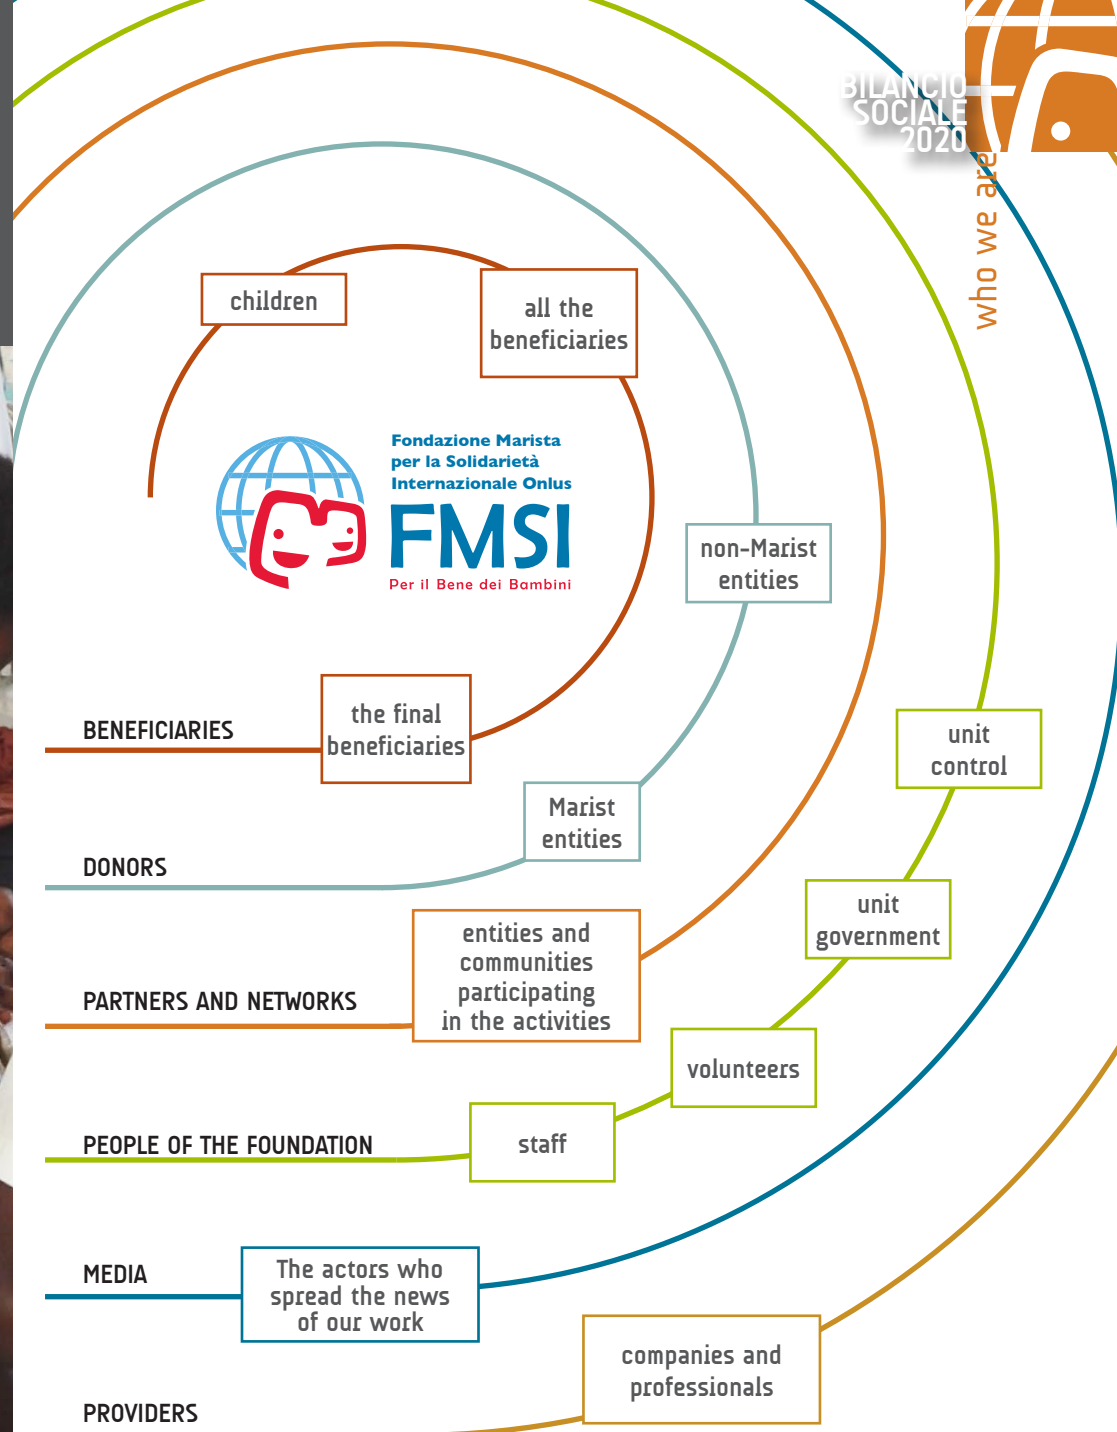 BILANCIO
SOCIALE
2020
who we are
children
all the
beneficiaries
Fondazione Marista
per la Solidarietà
Internazionale Onlus
FMSI
Per il Bene dei Bambini
non-Marist
entities
the final
beneficiaries
BENEFICIARIES
unit
control
Marist
entities
DONORS
unit
government
entities and
communities
participating
in the activities
PARTNERS AND NETWORKS
volunteers
staff
PEOPLE OF THE FOUNDATION
The actors who
spread the news
of our work
MEDIA
companies and
professionals
PROVIDERS